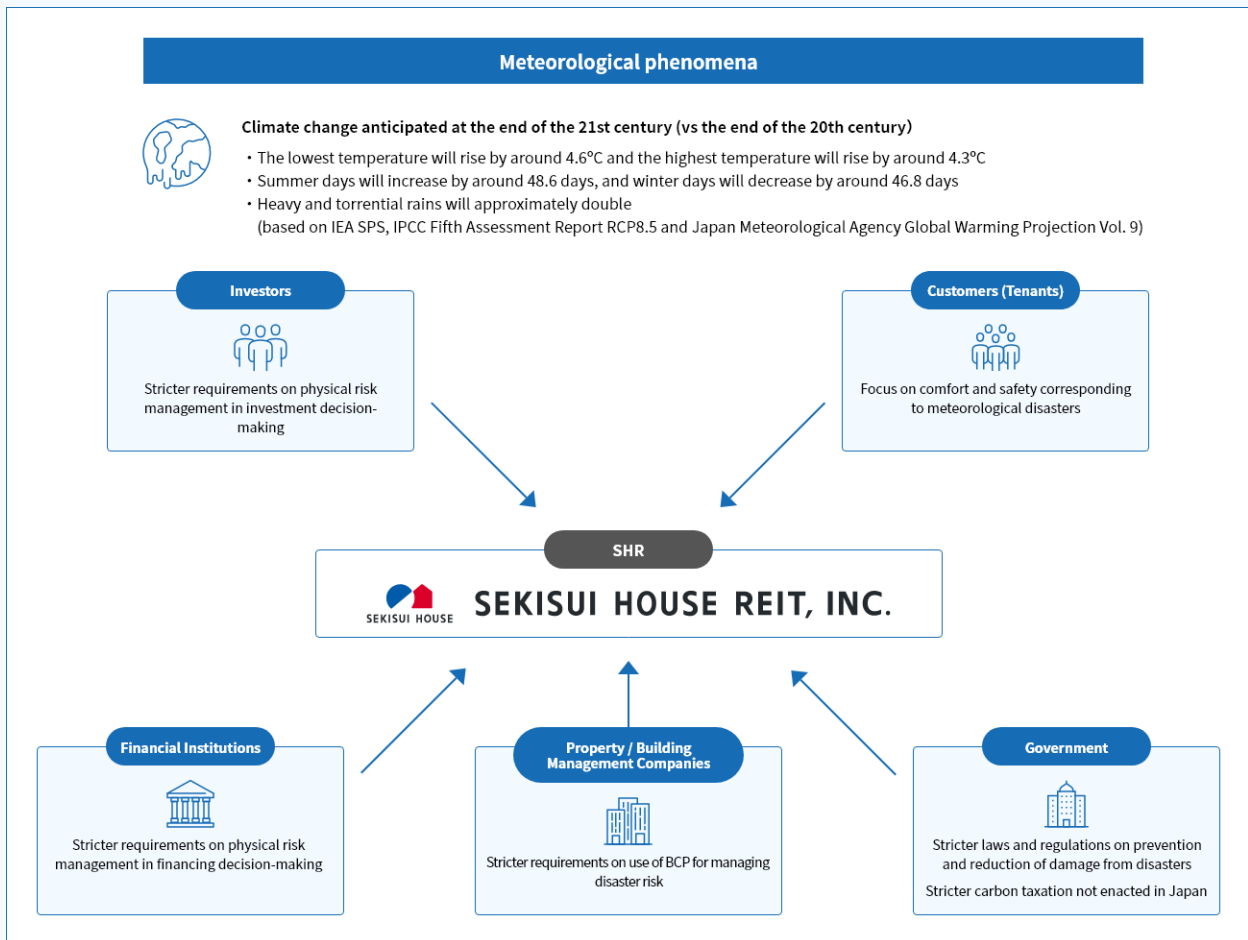 Meteorological phenomena
Climate change anticipated at the end of the 21st century (vs the end of the 20th century)
・The lowest temperature will rise by around 4.6℃ and the highest temperature will rise by around 4.3℃
・Summer days will increase by around 48.6 days, and winter days will decrease by around 46.8 days
・Heavy and torrential rains will approximately double
(based on IEA SPS, IPCC Fifth Assessment Report RCP8.5 and Japan Meteorological Agency Global Warming Projection Vol. 9)
Investors
Stricter requirements on physical risk
management in investment decision-
making
Customers (Tenants)
Focus on comfort and safety corresponding
to meteorological disasters
SHR
SEKISUI HOUSE
SEKISUI HOUSE REIT, INC.
Financial Institutions
Stricter requirements on physical risk
management in financing decision-making
Property / Building
Management Companies
Stricter requirements on use of BCP for managing
disaster risk
Government
Stricter laws and regulations on prevention
and reduction of damage from disasters
Stricter carbon taxation not enacted in Japan